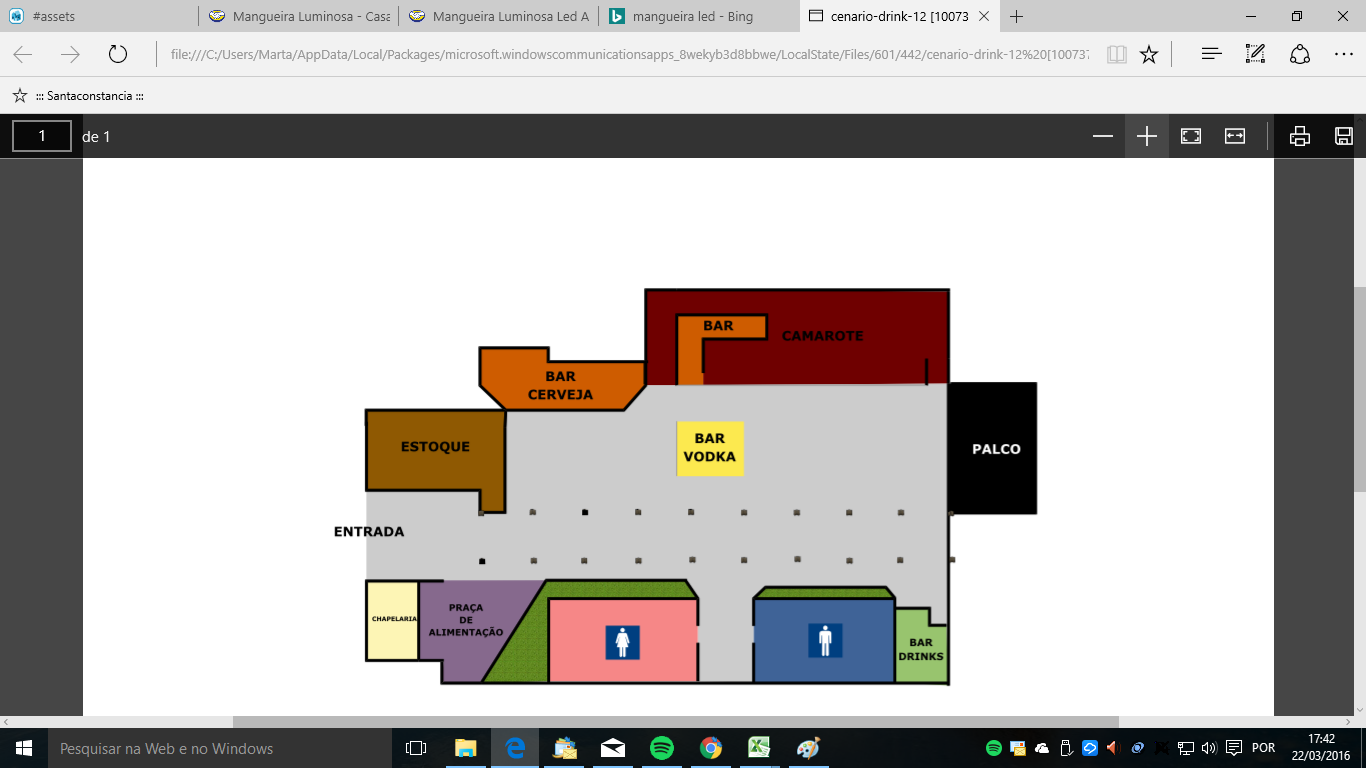 #assets
Mangueira Luminosa - Casa
Mangueira Luminosa Led A
mangueira led - Bing
cenario-drink-12 [10073
file:///C:/Users/Marta/AppData/Local/Packages/microsoft.windowscommunicationsapps_8wekyb3d8bbwe/LocalState/Files/601/442/cenario-drink-12%20[10073
::: Santaconstancia :::
1 de 1
BAR
CAMAROTE
BAR
CERVEJA
ESTOQUE
BAR
VODKA
PALCO
ENTRADA
CHAPELARIA
PRAÇA
DE
ALIMENTAÇÃO
BAR
DRINKS
Pesquisar na Web e no Windows
POR
17:42
22/03/2016